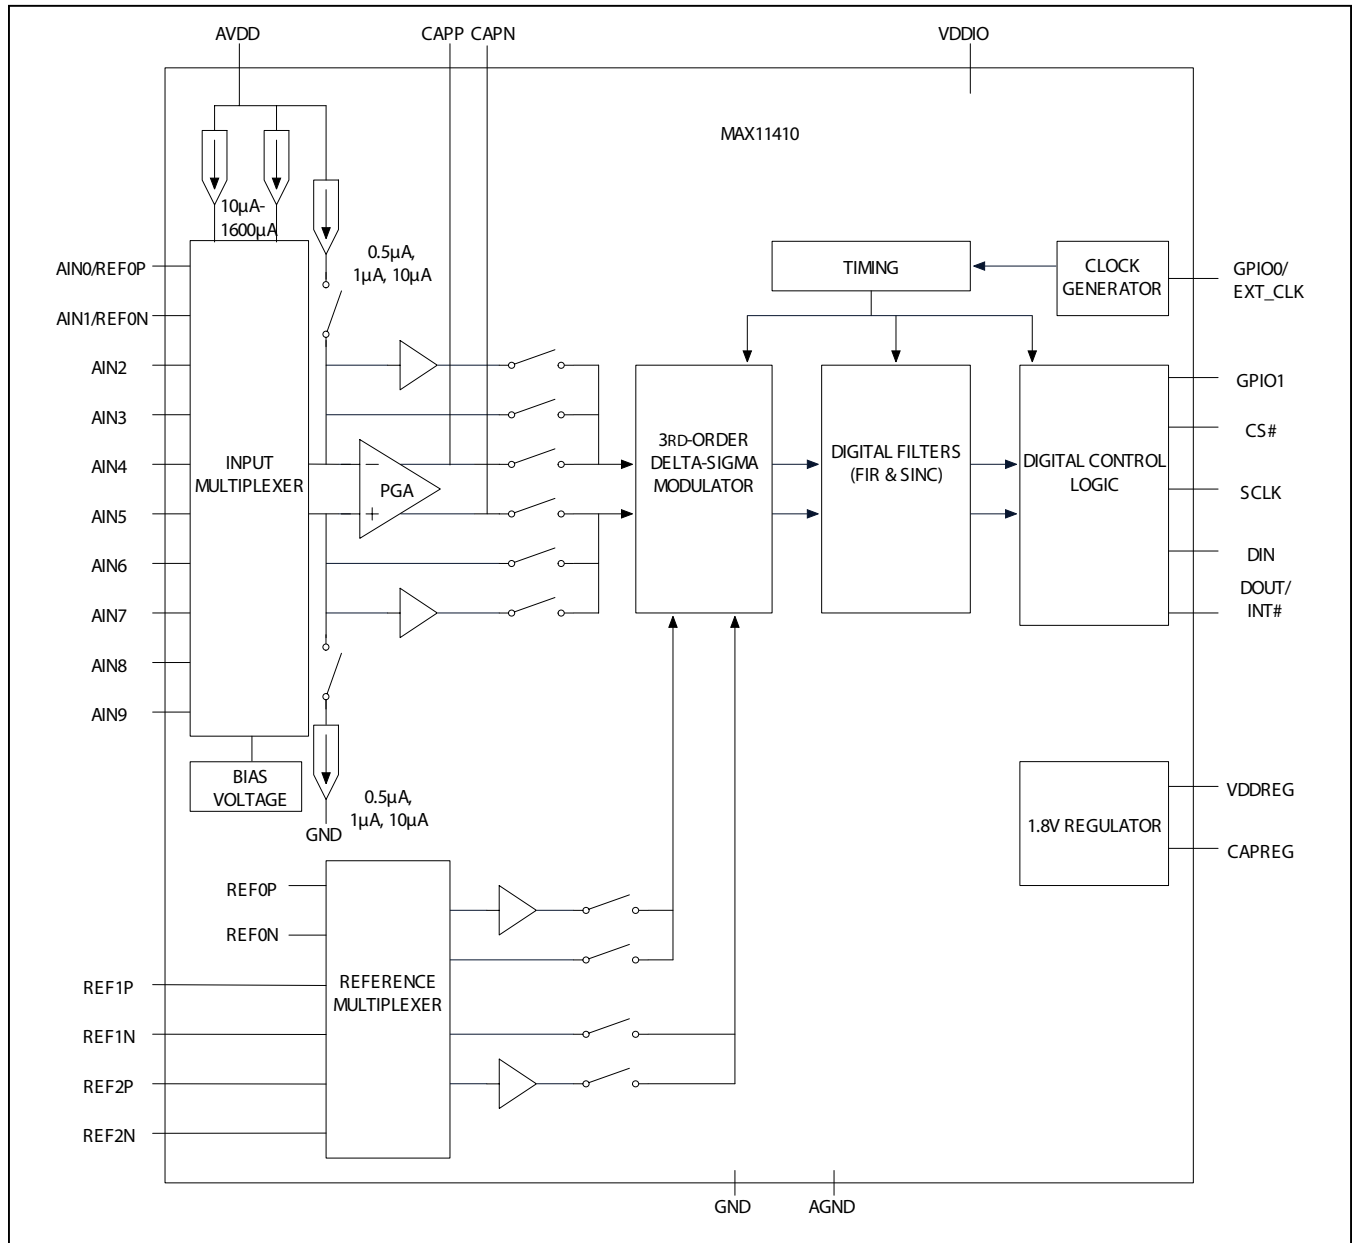 AVDD
CAPP CAPN
VDDIO
MAX11410
10µA-
1600µA
0.5µA,
1µA, 10µA
AIN0/REF0P
AIN1/REF0N
AIN2
AIN3
AIN4
AIN5
AIN6
AIN7
AIN8
AIN9
INPUT
MULTIPLEXER
BIAS
VOLTAGE
−
PGA
+
0.5µA,
1µA, 10µA
GND
TIMING
CLOCK
GENERATOR
GPIO0/
EXT_CLK
3RD-ORDER
DELTA-SIGMA
MODULATOR
DIGITAL FILTERS
(FIR & SINC)
DIGITAL CONTROL
LOGIC
GPIO1
CS#
SCLK
DIN
DOUT/
INT#
1.8V REGULATOR
VDDREG
CAPREG
REF0P
REF0N
REF1P
REF1N
REF2P
REF2N
REFERENCE
MULTIPLEXER
GND
AGND